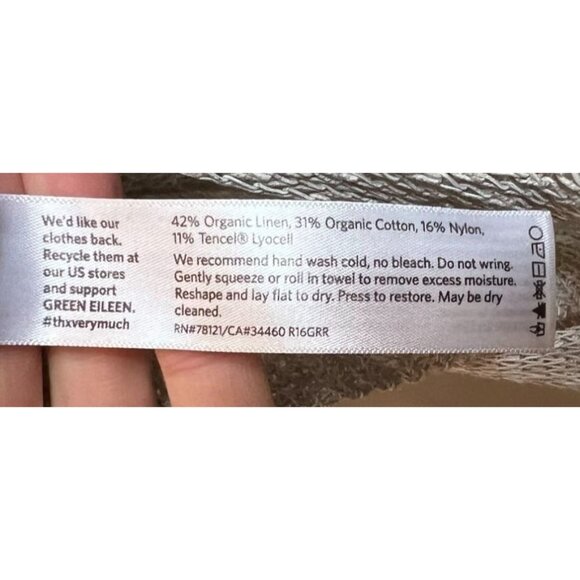 We'd like our
clothes back.
Recycle them at
our US stores
and support
GREEN EILEEN.
#thxverymuch
42% Organic Linen, 31% Organic Cotton, 16% Nylon,
11% Tencel® Lyocell
We recommend hand wash cold, no bleach. Do not wring.
Gently squeeze or roll in towel to remove excess moisture.
Reshape and lay flat to dry. Press to restore. May be dry
cleaned.
RN#78121/CA#34460 R16GRR